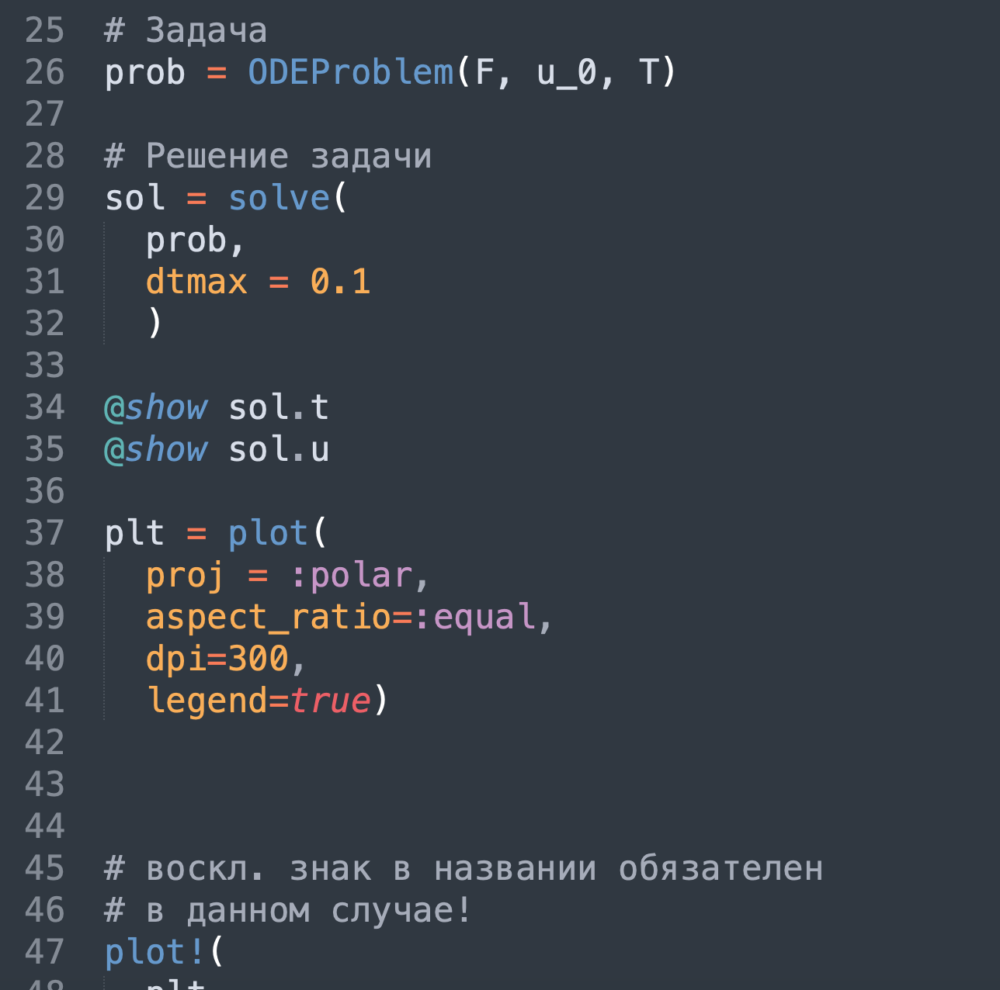 25 # Задача
26 prob = ODEProblem(F, u_0, T)
27
28 # Решение задачи
29 sol = solve(
30 prob,
31 dtmax = 0.1
32 )
33
34 @show sol.t
35 @show sol.u
36
37 plt = plot(
38 proj = :polar,
39 aspect_ratio=:equal,
40 dpi=300,
41 legend=true)
42
43
44
45 # воскл. знак в названии обязателен
46 # в данном случае!
47 plot!(
48 plt